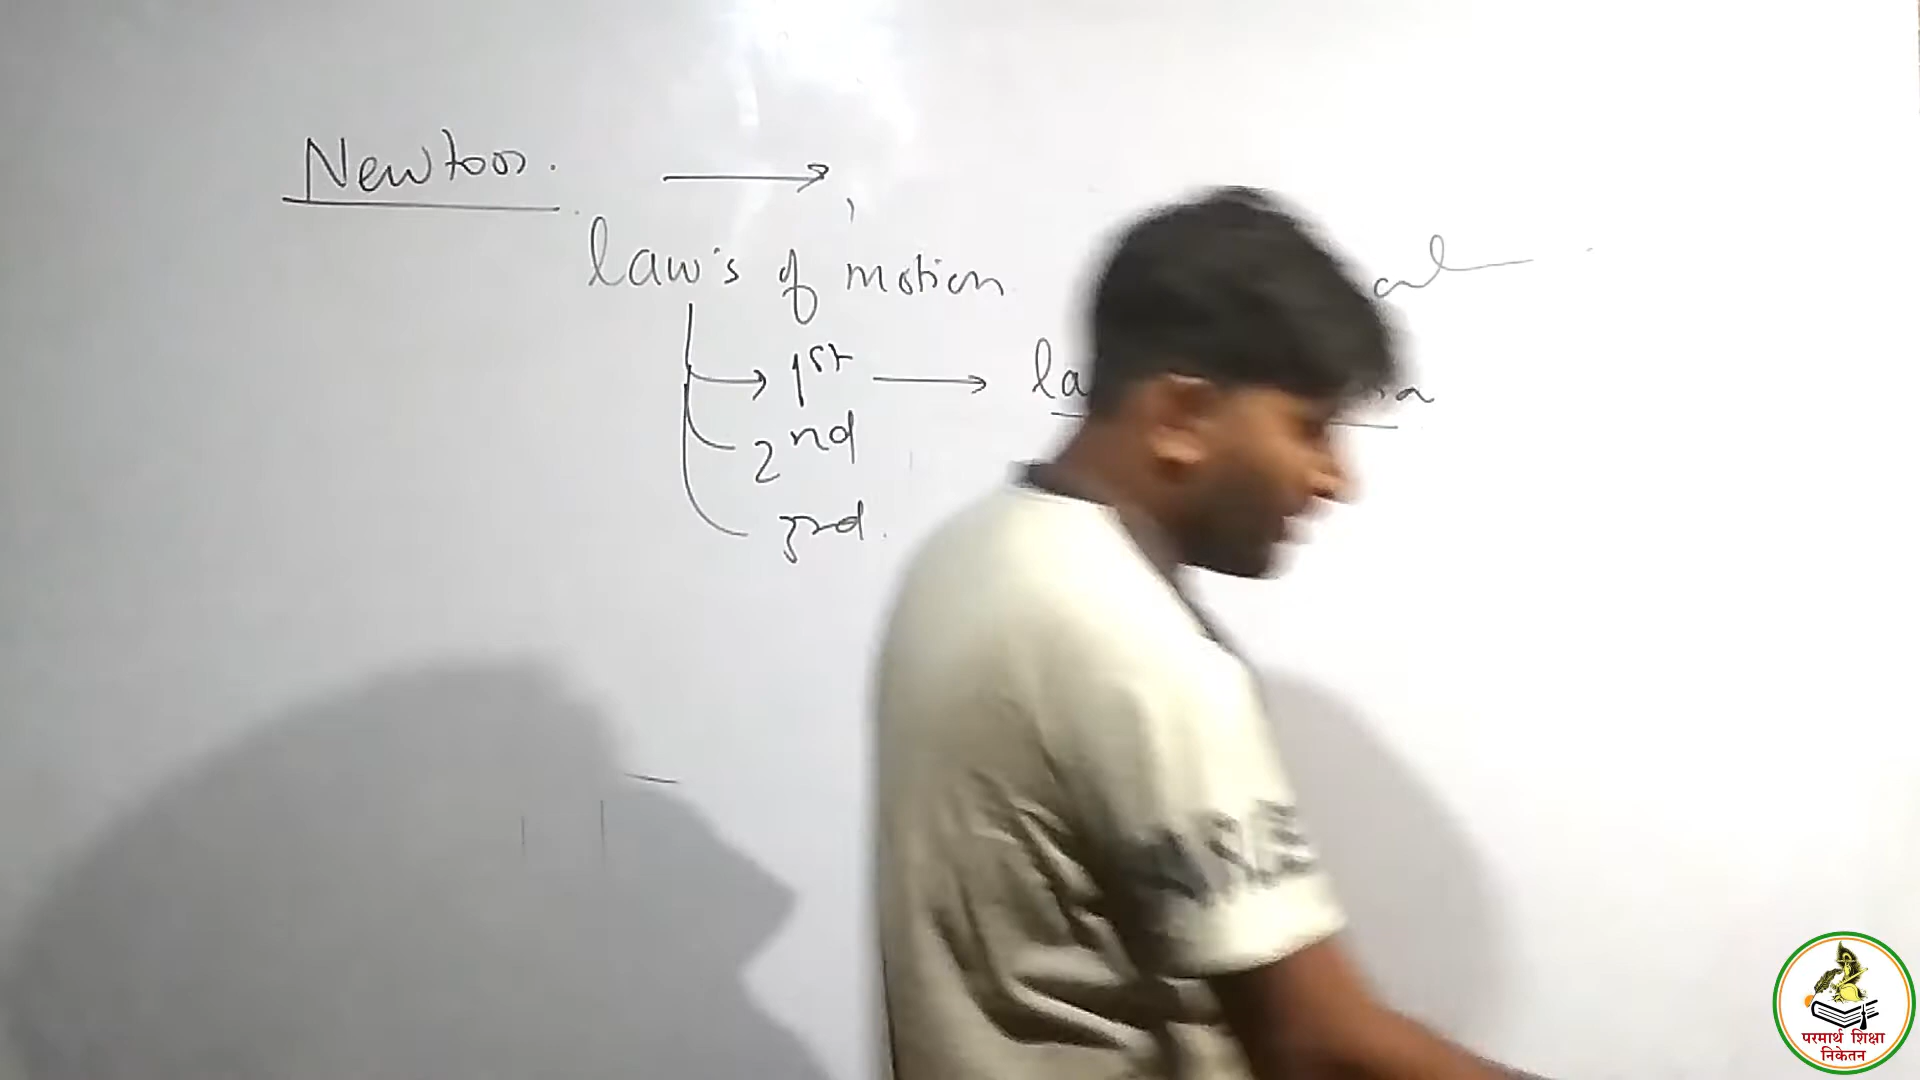 Newton.
law's of motion
1st
2nd
3rd.
परमार्थ शिक्षा
निकेतन